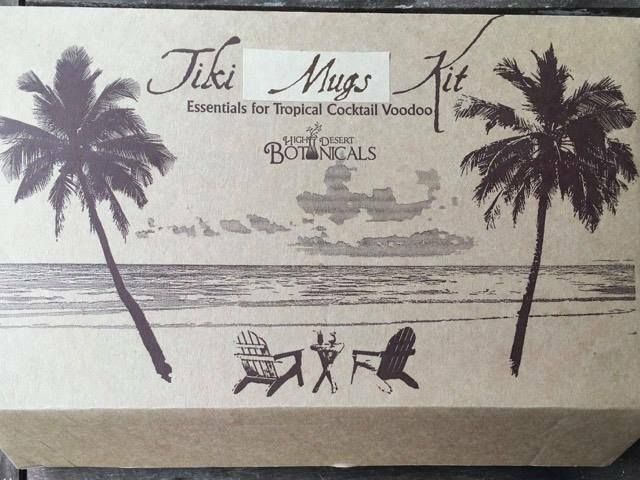 Tiki Mugs Kit
Essentials for Tropical Cocktail Voodoo
HIGH DESERT
BOTANICALS